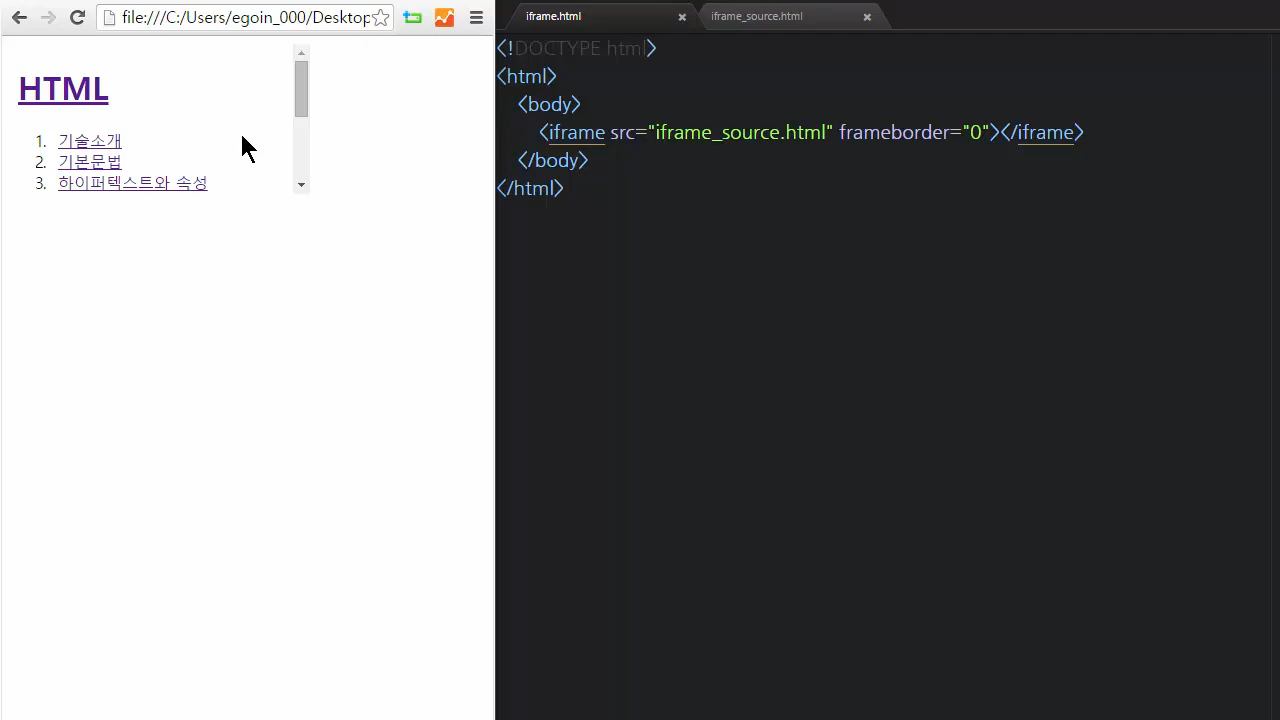 file:///C:/Users/egoin_000/Desktop
HTML
1. 기술소개
2. 기본문법
3. 하이퍼텍스트와 속성
iframe.html
iframe_source.html
<!DOCTYPE html>
<html>
<body>
<iframe src="iframe_source.html" frameborder="0"></iframe>
</body>
</html>